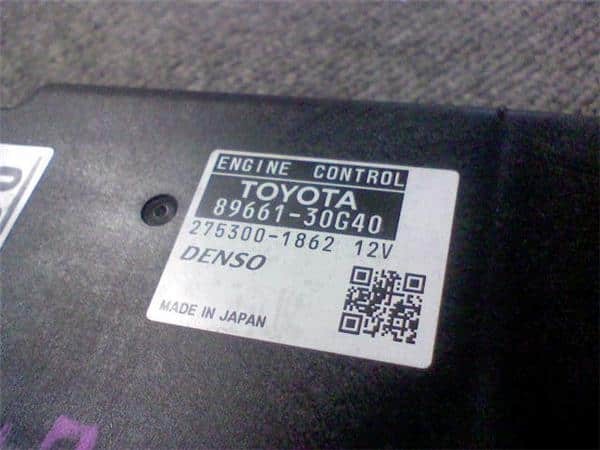 ENGINE CONTROL
TOYOTA
89661-30G40
275300-1862 12V
DENSO
MADE IN JAPAN